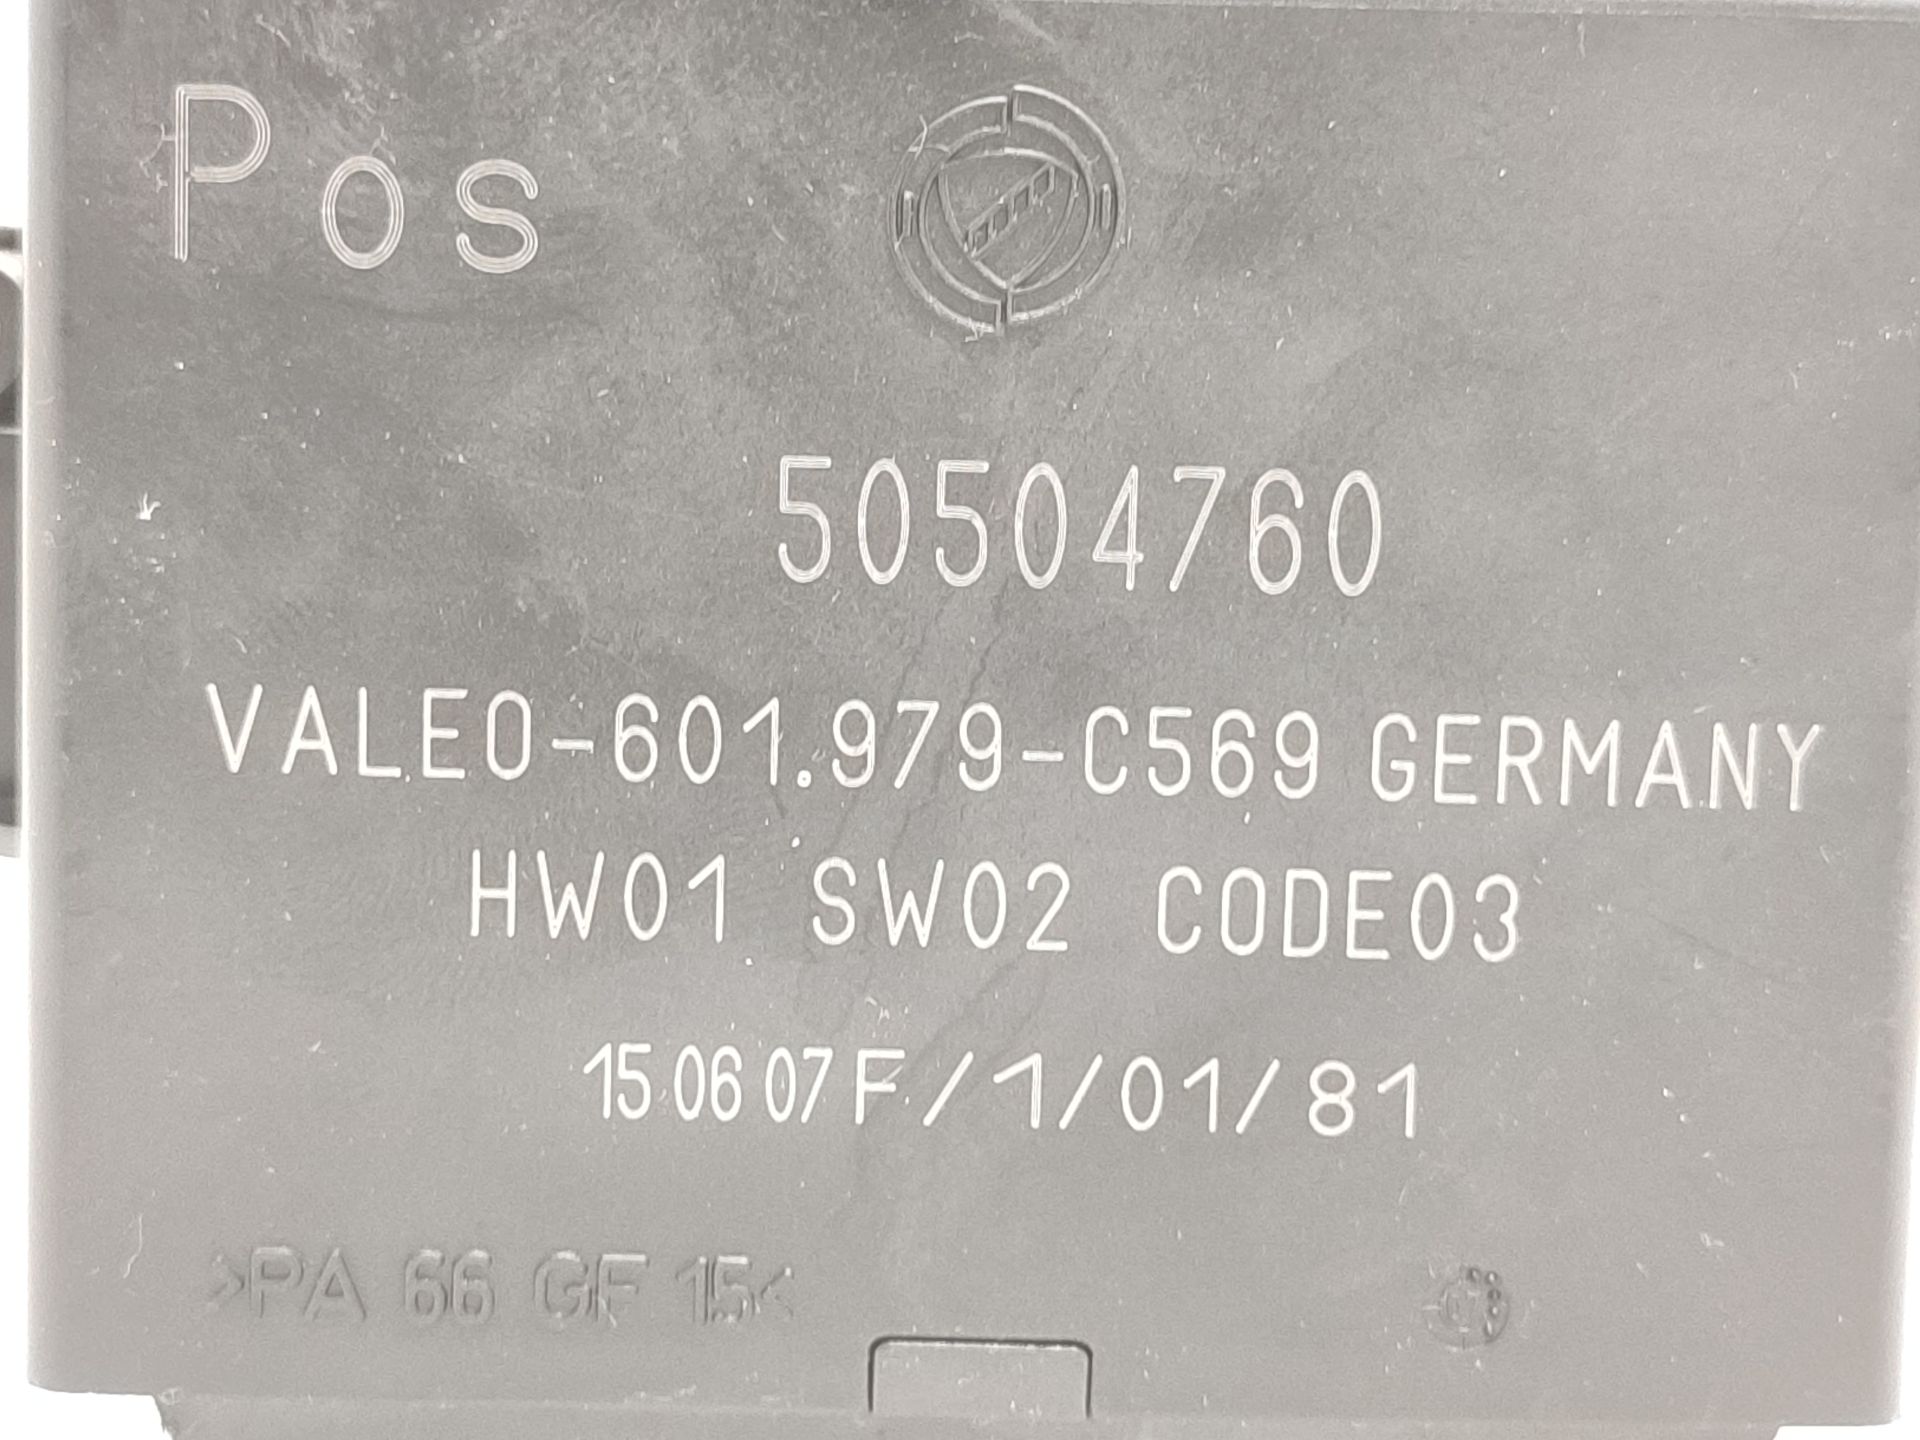 Pos
50504760
VALEO-601.979-C569 GERMANY
HW01 SW02 CODE03
15.06.07F/1/01/81
>PA 66 GF 15<
07